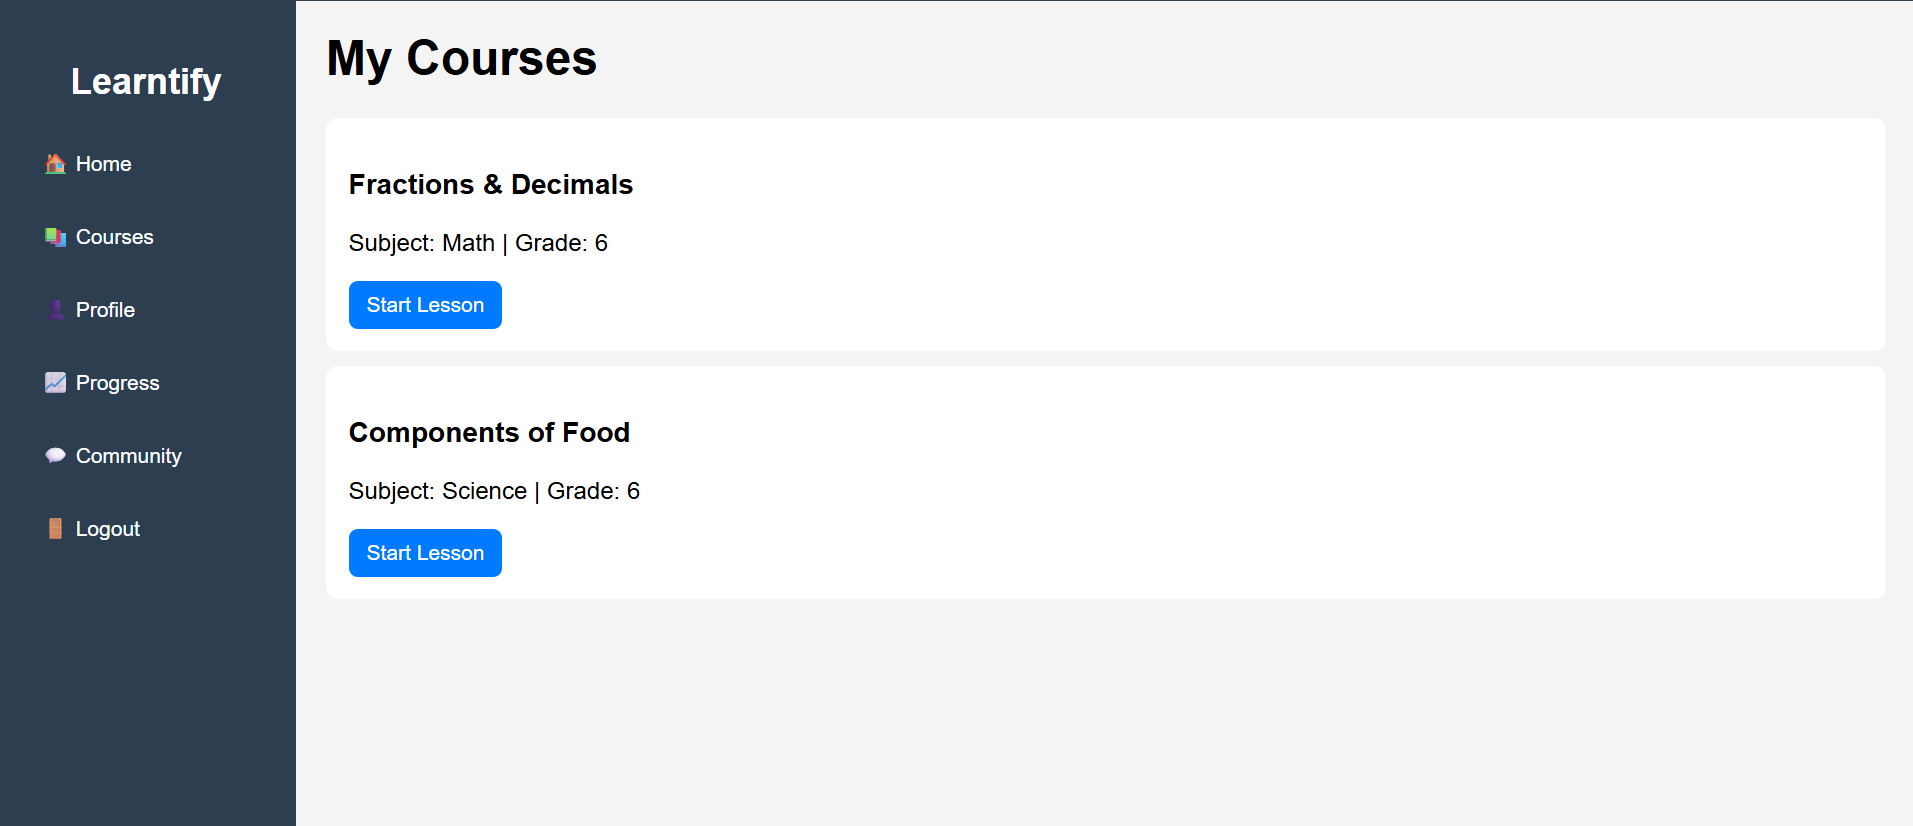 Learntify
Home
Courses
Profile
Progress
Community
Logout
My Courses
Fractions & Decimals
Subject: Math | Grade: 6
Start Lesson
Components of Food
Subject: Science | Grade: 6
Start Lesson